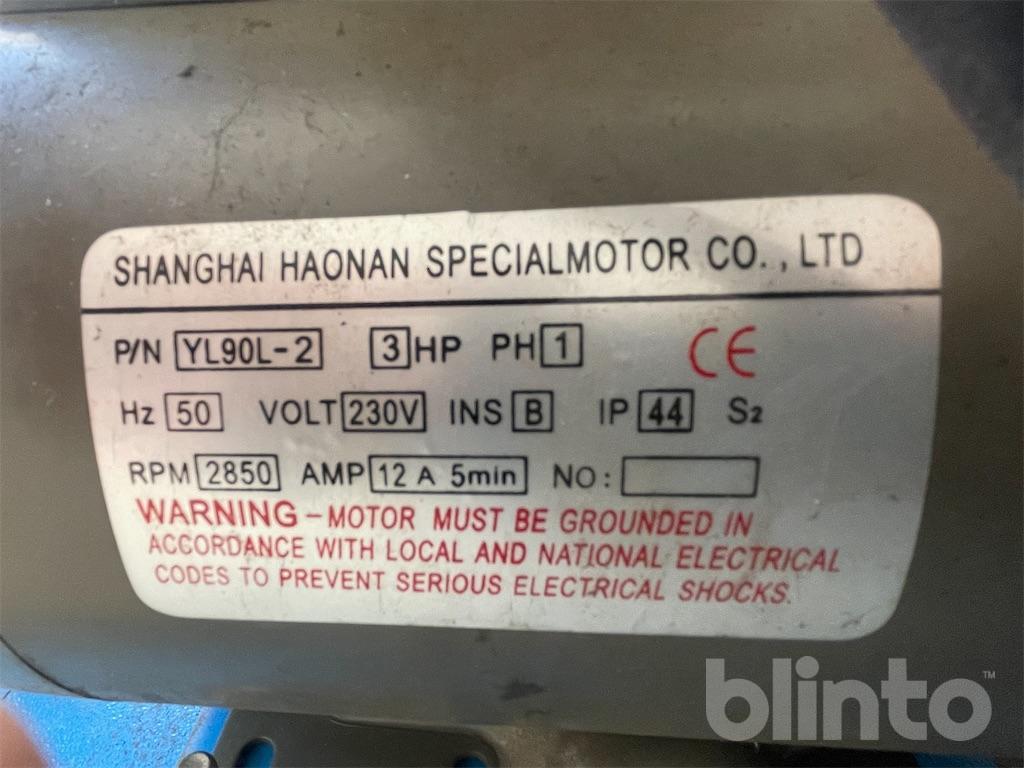 SHANGHAI HAONAN SPECIALMOTOR CO., LTD
P/N YL90L-2 3 HP PH 1 CE
Hz 50 VOLT 230V INS B IP 44 S2
RPM 2850 AMP 12 A 5min NO:
WARNING - MOTOR MUST BE GROUNDED IN
ACCORDANCE WITH LOCAL AND NATIONAL ELECTRICAL
CODES TO PREVENT SERIOUS ELECTRICAL SHOCKS.
blinto™